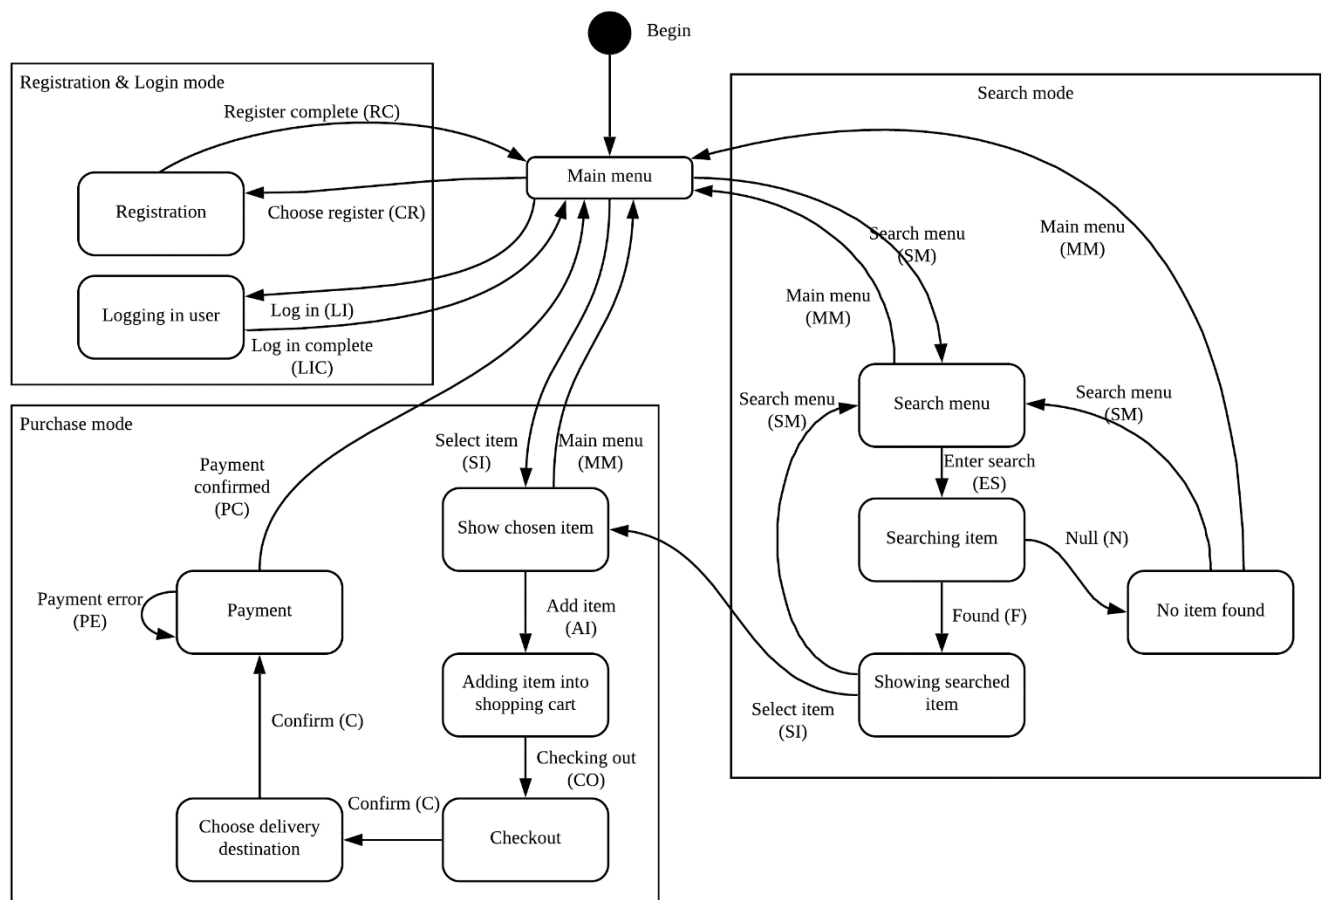 Begin
Registration & Login mode
Register complete (RC)
Registration
Choose register (CR)
Logging in user
Log in (LI)
Log in complete
(LIC)
Main menu
Search mode
Search menu
(SM)
Main menu
(MM)
Main menu
(MM)
Search menu
Search menu
(SM)
Search menu
(SM)
Enter search
(ES)
Searching item
Null (N)
No item found
Found (F)
Showing searched
item
Select item
(SI)
Purchase mode
Select item
(SI)
Main menu
(MM)
Payment
confirmed
(PC)
Show chosen item
Payment error
(PE)
Payment
Add item
(AI)
Adding item into
shopping cart
Confirm (C)
Checking out
(CO)
Choose delivery
destination
Confirm (C)
Checkout